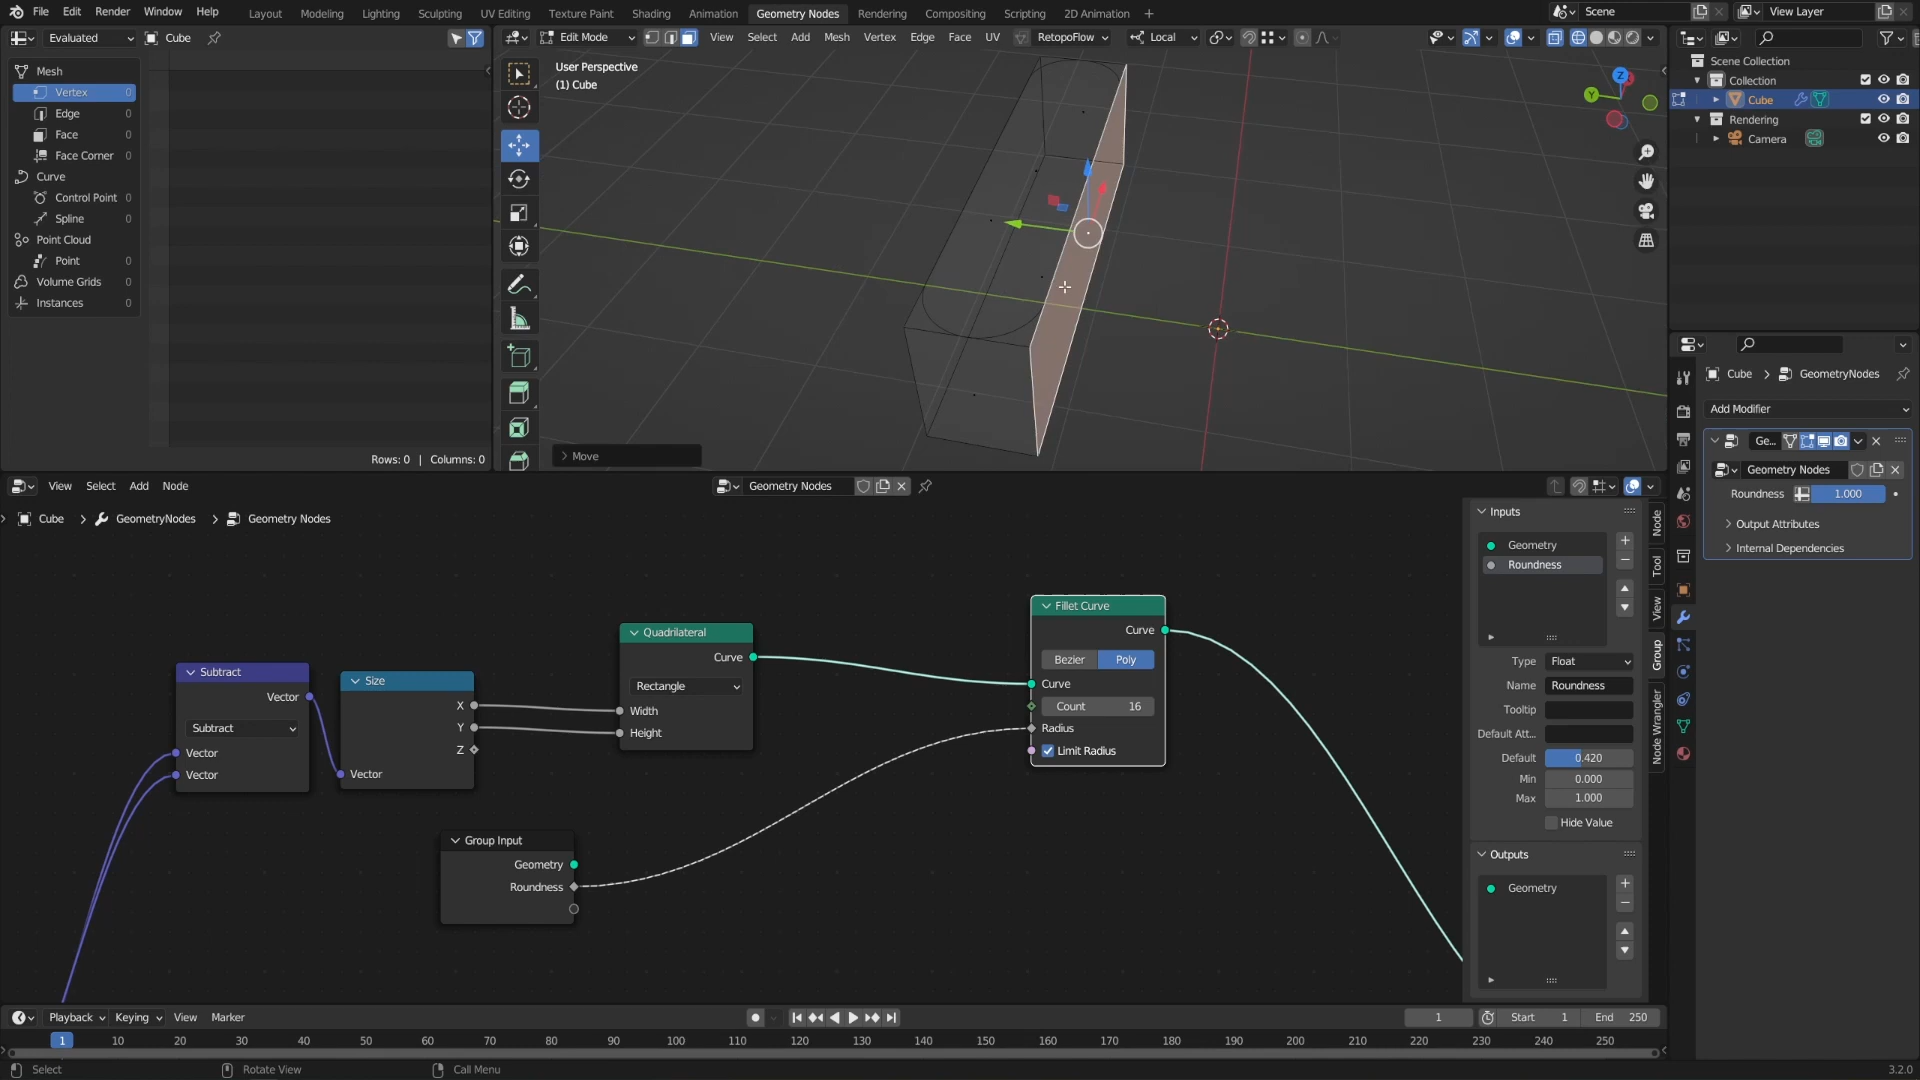 File Edit Render Window Help Layout Modeling Lighting Sculpting UV Editing Texture Paint Shading Animation Geometry Nodes Rendering Compositing Scripting 2D Animation + Scene View Layer
Evaluated Cube
Edit Mode View Select Add Mesh Vertex Edge Face UV RetopoFlow Local
Mesh
Vertex 0
Edge 0
Face 0
Face Corner 0
Curve
Control Point 0
Spline 0
Point Cloud
Point 0
Volume Grids 0
Instances 0
Rows: 0 | Columns: 0
User Perspective
(1) Cube
Z
Y
Move
Scene Collection
Collection
Cube
Rendering
Camera
Cube > GeometryNodes
Add Modifier
Ge...
Geometry Nodes
Roundness 1.000
Output Attributes
Internal Dependencies
View Select Add Node Geometry Nodes
Cube > GeometryNodes > Geometry Nodes
Subtract
Vector
Subtract
Vector
Vector
Size
X
Y
Z
Vector
Quadrilateral
Curve
Rectangle
Width
Height
Group Input
Geometry
Roundness
Fillet Curve
Curve
Bezier Poly
Curve
Count 16
Radius
Limit Radius
Inputs
Geometry
Roundness
Type Float
Name Roundness
Tooltip
Default Att...
Default 0.420
Min 0.000
Max 1.000
Hide Value
Outputs
Geometry
Node
Tool
View
Group
Node Wrangler
Playback Keying View Marker 1 Start 1 End 250
1 10 20 30 40 50 60 70 80 90 100 110 120 130 140 150 160 170 180 190 200 210 220 230 240 250
Select Rotate View Call Menu 3.2.0